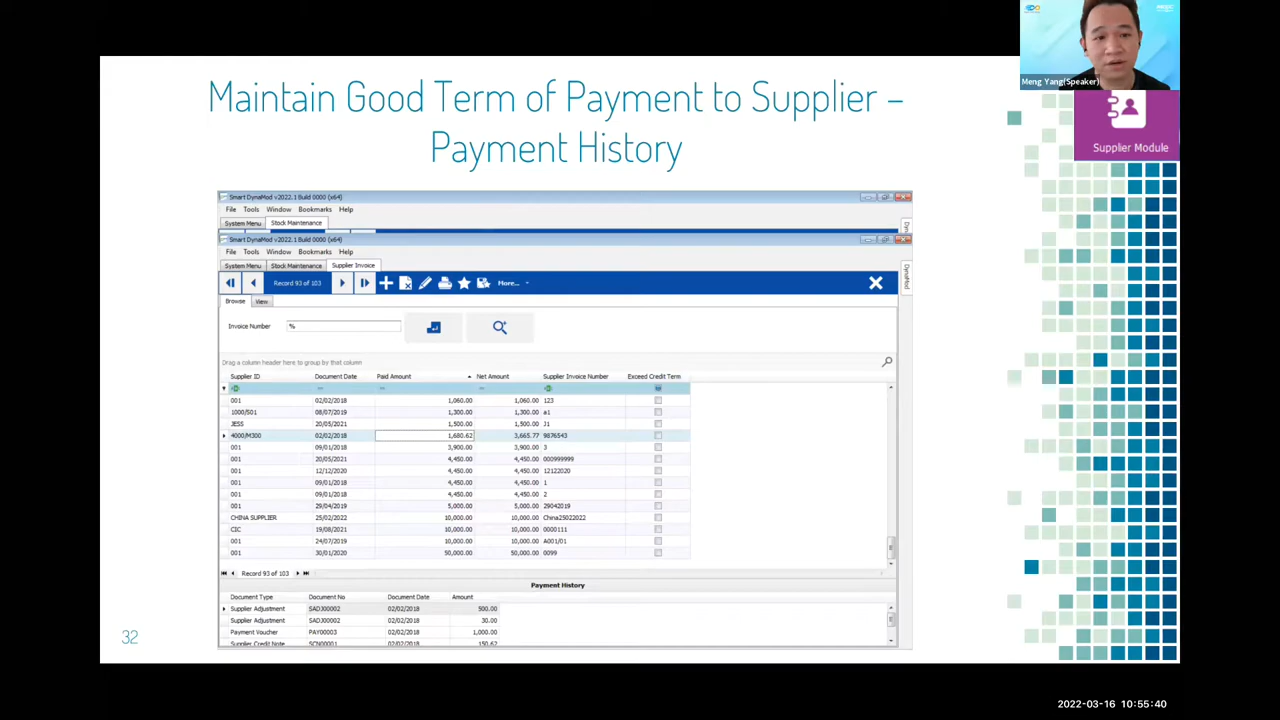 Maintain Good Term of Payment to Supplier –
Payment History
Meng Yang(Speaker)
Supplier Module
Smart DynaMod v2022.1 Build 0000 (x64)
File Tools Window Bookmarks Help
System Menu Stock Maintenance
Smart DynaMod v2022.1 Build 0000 (x64)
File Tools Window Bookmarks Help
System Menu Stock Maintenance Supplier Invoice
DynaMod
Record 93 of 103 More...
Browse View
Invoice Number %
Drag a column header here to group by that column
Supplier ID Document Date Paid Amount Net Amount Supplier Invoice Number Exceed Credit Term
001 02/02/2018 1,060.00 1,060.00 123
1000/501 08/07/2019 1,300.00 1,300.00 a1
JESS 20/05/2021 1,500.00 1,500.00 J1
4000/M300 02/02/2018 1,680.62 3,665.77 9876543
001 09/01/2018 3,900.00 3,900.00 3
001 20/05/2021 4,450.00 4,450.00 000999999
001 12/12/2020 4,450.00 4,450.00 12122020
001 09/01/2018 4,450.00 4,450.00 1
001 09/01/2018 4,450.00 4,450.00 2
001 29/04/2019 5,000.00 5,000.00 29042019
CHINA SUPPLIER 25/02/2022 10,000.00 10,000.00 China25022022
CIC 19/08/2021 10,000.00 10,000.00 0000111
001 24/07/2019 10,000.00 10,000.00 A001/01
001 30/01/2020 50,000.00 50,000.00 0099
Record 93 of 103
Payment History
Document Type Document No Document Date Amount
Supplier Adjustment SADJ00002 02/02/2018 500.00
Supplier Adjustment SADJ00002 02/02/2018 30.00
Payment Voucher PAY00003 02/02/2018 1,000.00
Supplier Credit Note SCN00001 02/02/2018 150.62
32
2022-03-16 10:55:40